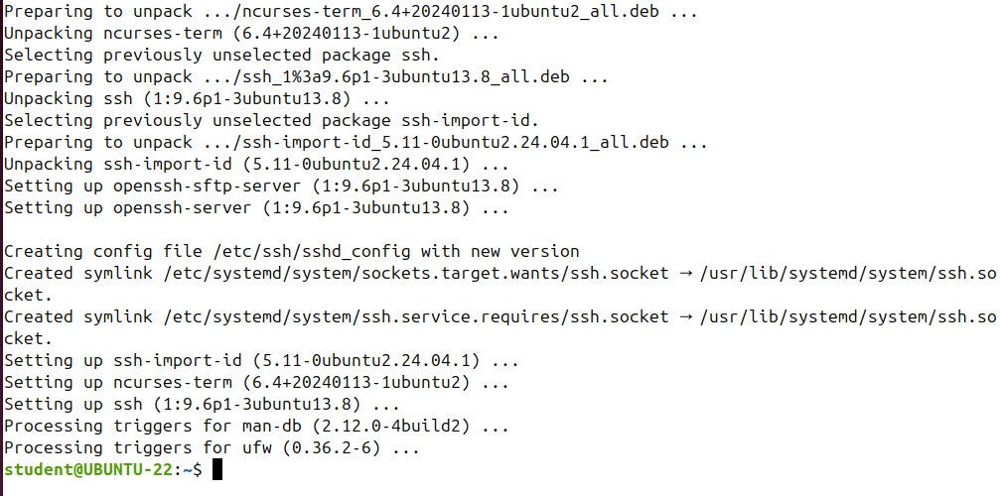 Preparing to unpack .../ncurses-term_6.4+20240113-1ubuntu2_all.deb ...
Unpacking ncurses-term (6.4+20240113-1ubuntu2) ...
Selecting previously unselected package ssh.
Preparing to unpack .../ssh_1%3a9.6p1-3ubuntu13.8_all.deb ...
Unpacking ssh (1:9.6p1-3ubuntu13.8) ...
Selecting previously unselected package ssh-import-id.
Preparing to unpack .../ssh-import-id_5.11-0ubuntu2.24.04.1_all.deb ...
Unpacking ssh-import-id (5.11-0ubuntu2.24.04.1) ...
Setting up openssh-sftp-server (1:9.6p1-3ubuntu13.8) ...
Setting up openssh-server (1:9.6p1-3ubuntu13.8) ...

Creating config file /etc/ssh/sshd_config with new version
Created symlink /etc/systemd/system/sockets.target.wants/ssh.socket → /usr/lib/systemd/system/ssh.so
cket.
Created symlink /etc/systemd/system/ssh.service.requires/ssh.socket → /usr/lib/systemd/system/ssh.so
cket.
Setting up ssh-import-id (5.11-0ubuntu2.24.04.1) ...
Setting up ncurses-term (6.4+20240113-1ubuntu2) ...
Setting up ssh (1:9.6p1-3ubuntu13.8) ...
Processing triggers for man-db (2.12.0-4build2) ...
Processing triggers for ufw (0.36.2-6) ...
student@UBUNTU-22:~$